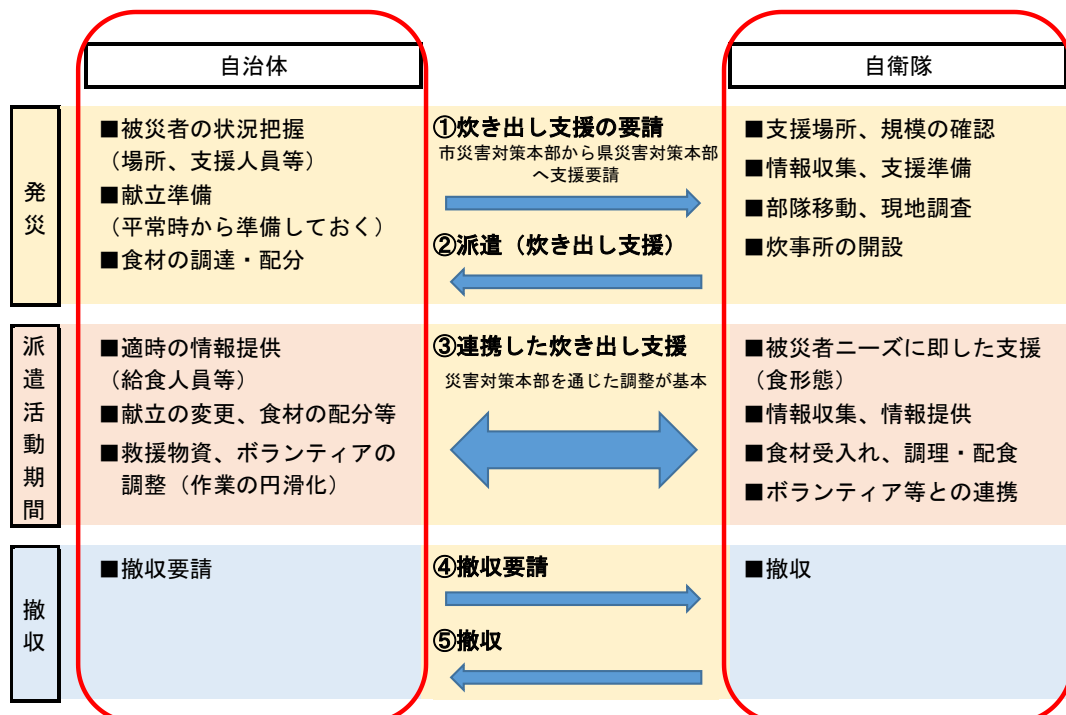 自治体
自衛隊
発災
■被災者の状況把握
（場所、支援人員等）
■献立準備
（平常時から準備しておく）
■食材の調達・配分
①炊き出し支援の要請
市災害対策本部から県災害対策本部
へ支援要請
②派遣（炊き出し支援）
■支援場所、規模の確認
■情報収集、支援準備
■部隊移動、現地調査
■炊事所の開設
派遣活動期間
■適時の情報提供
（給食人員等）
■献立の変更、食材の配分等
■救援物資、ボランティアの
調整（作業の円滑化）
③連携した炊き出し支援
災害対策本部を通じた調整が基本
■被災者ニーズに即した支援
（食形態）
■情報収集、情報提供
■食材受入れ、調理・配食
■ボランティア等との連携
撤収
■撤収要請
④撤収要請
⑤撤収
■撤収